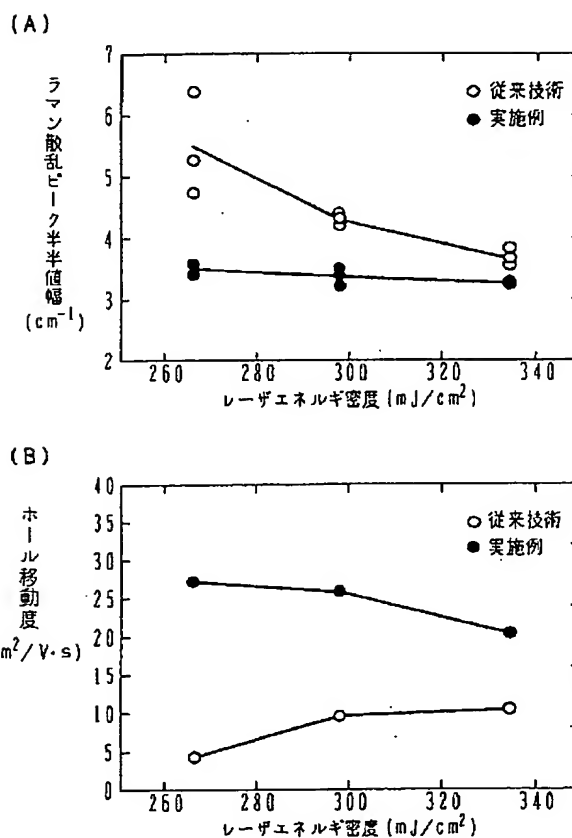 (A)
ラマン散乱ピーク半半値幅
(cm⁻¹)
7
6
5
4
3
2
○ 従来技術
● 実施例
260 280 300 320 340
レーザエネルギ密度(mJ/cm²)
(B)
ホール移動度
m²/V·s)
40
35
30
25
20
15
10
5
0
○ 従来技術
● 実施例
260 280 300 320 340
レーザエネルギ密度(mJ/cm²)